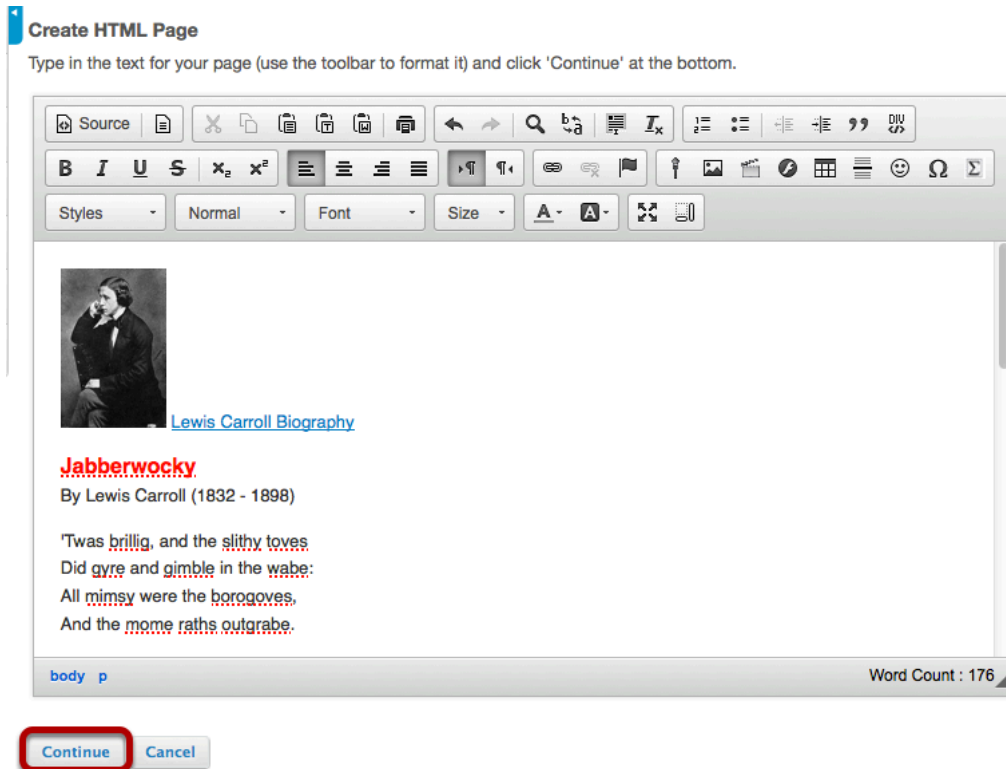 Create HTML Page
Type in the text for your page (use the toolbar to format it) and click 'Continue' at the bottom.
Source
B I U S x₂ x²
Styles Normal Font Size A A
Lewis Carroll Biography
Jabberwocky
By Lewis Carroll (1832 - 1898)
'Twas brillig, and the slithy toves
Did gyre and gimble in the wabe:
All mimsy were the borogoves,
And the mome raths outgrabe.
body p Word Count : 176
Continue Cancel